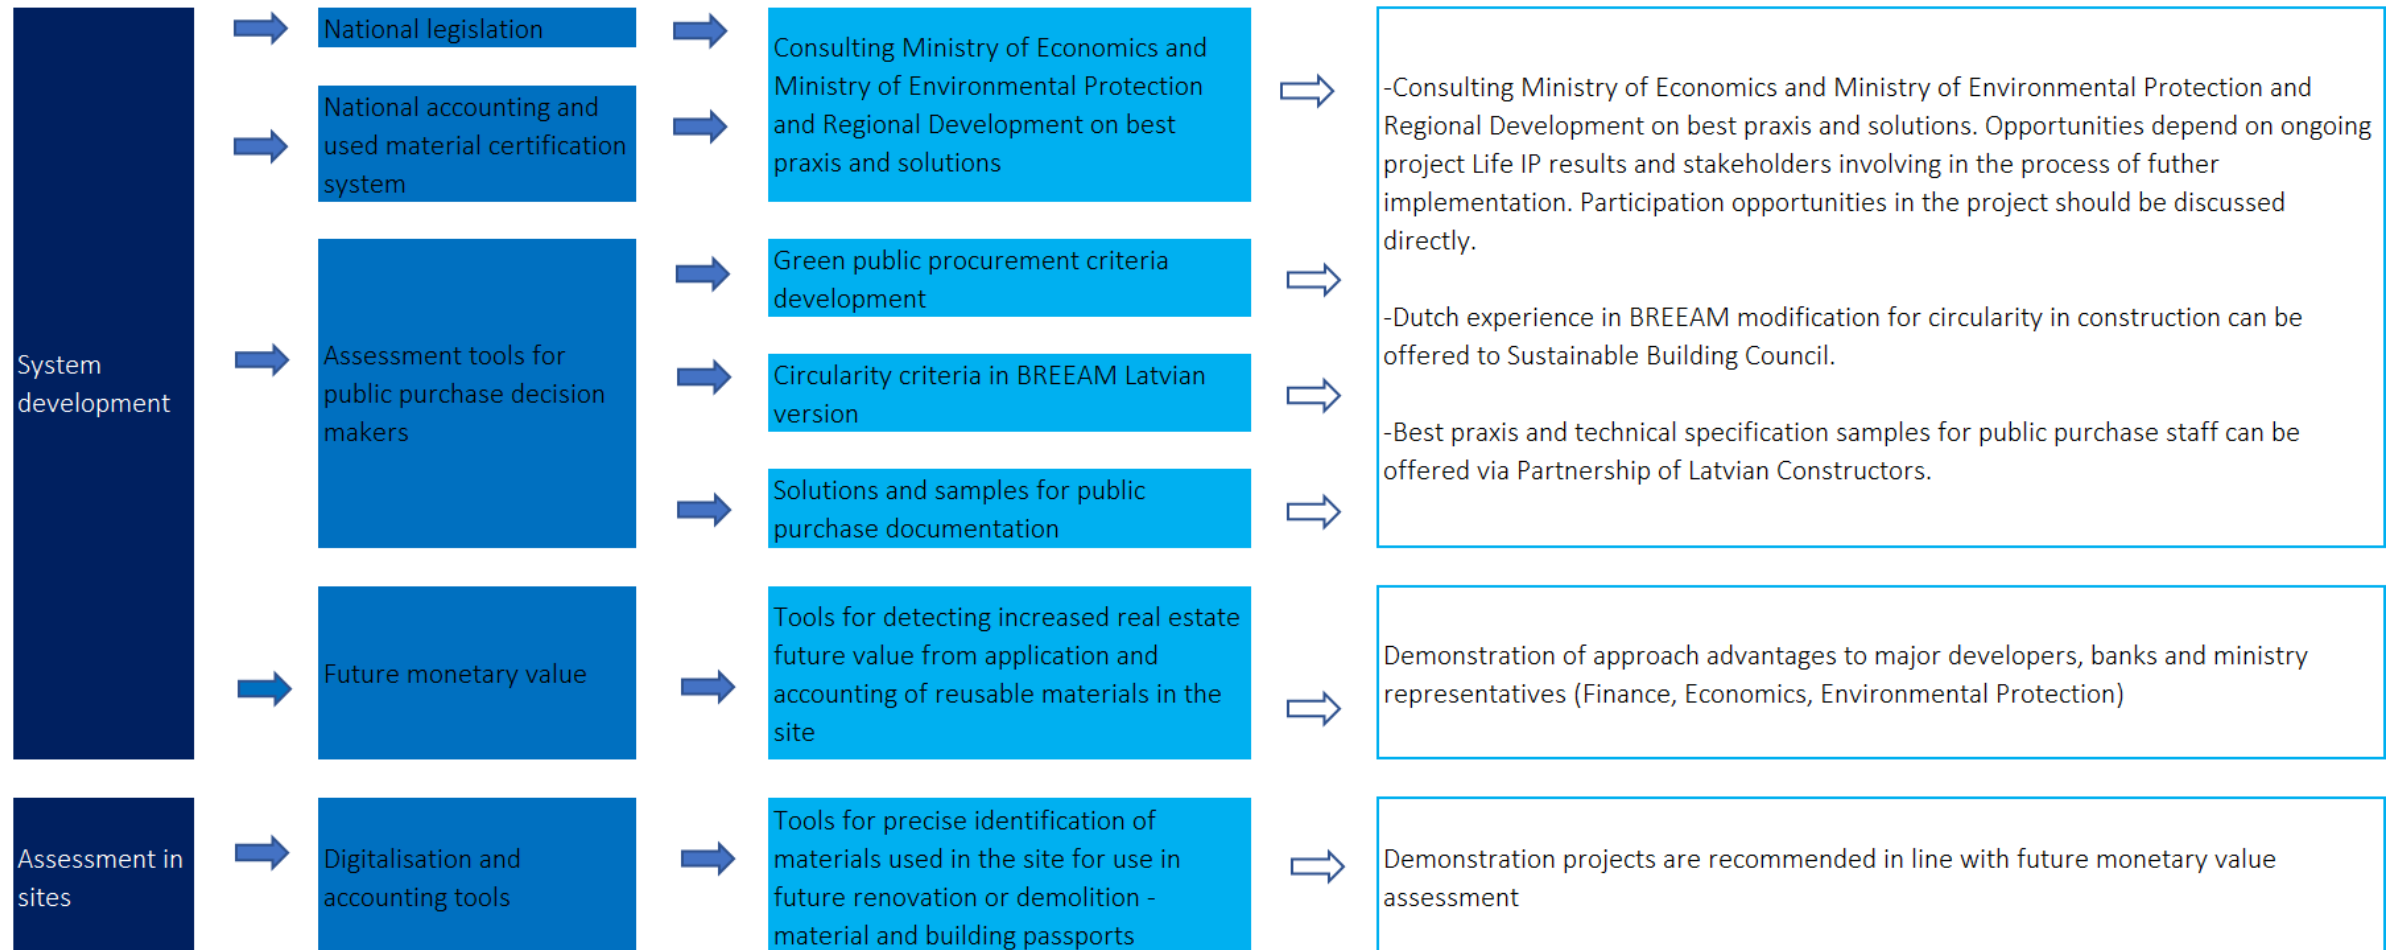 System
development
National legislation
National accounting and
used material certification
system
Assessment tools for
public purchase decision
makers
Future monetary value
Consulting Ministry of Economics and
Ministry of Environmental Protection
and Regional Development on best
praxis and solutions
Green public procurement criteria
development
Circularity criteria in BREEAM Latvian
version
Solutions and samples for public
purchase documentation
Tools for detecting increased real estate
future value from application and
accounting of reusable materials in the
site
-Consulting Ministry of Economics and Ministry of Environmental Protection and
Regional Development on best praxis and solutions. Opportunities depend on ongoing
project Life IP results and stakeholders involving in the process of futher
implementation. Participation opportunities in the project should be discussed
directly.
-Dutch experience in BREEAM modification for circularity in construction can be
offered to Sustainable Building Council.
-Best praxis and technical specification samples for public purchase staff can be
offered via Partnership of Latvian Constructors.
Demonstration of approach advantages to major developers, banks and ministry
representatives (Finance, Economics, Environmental Protection)
Assessment in
sites
Digitalisation and
accounting tools
Tools for precise identification of
materials used in the site for use in
future renovation or demolition -
material and building passports
Demonstration projects are recommended in line with future monetary value
assessment